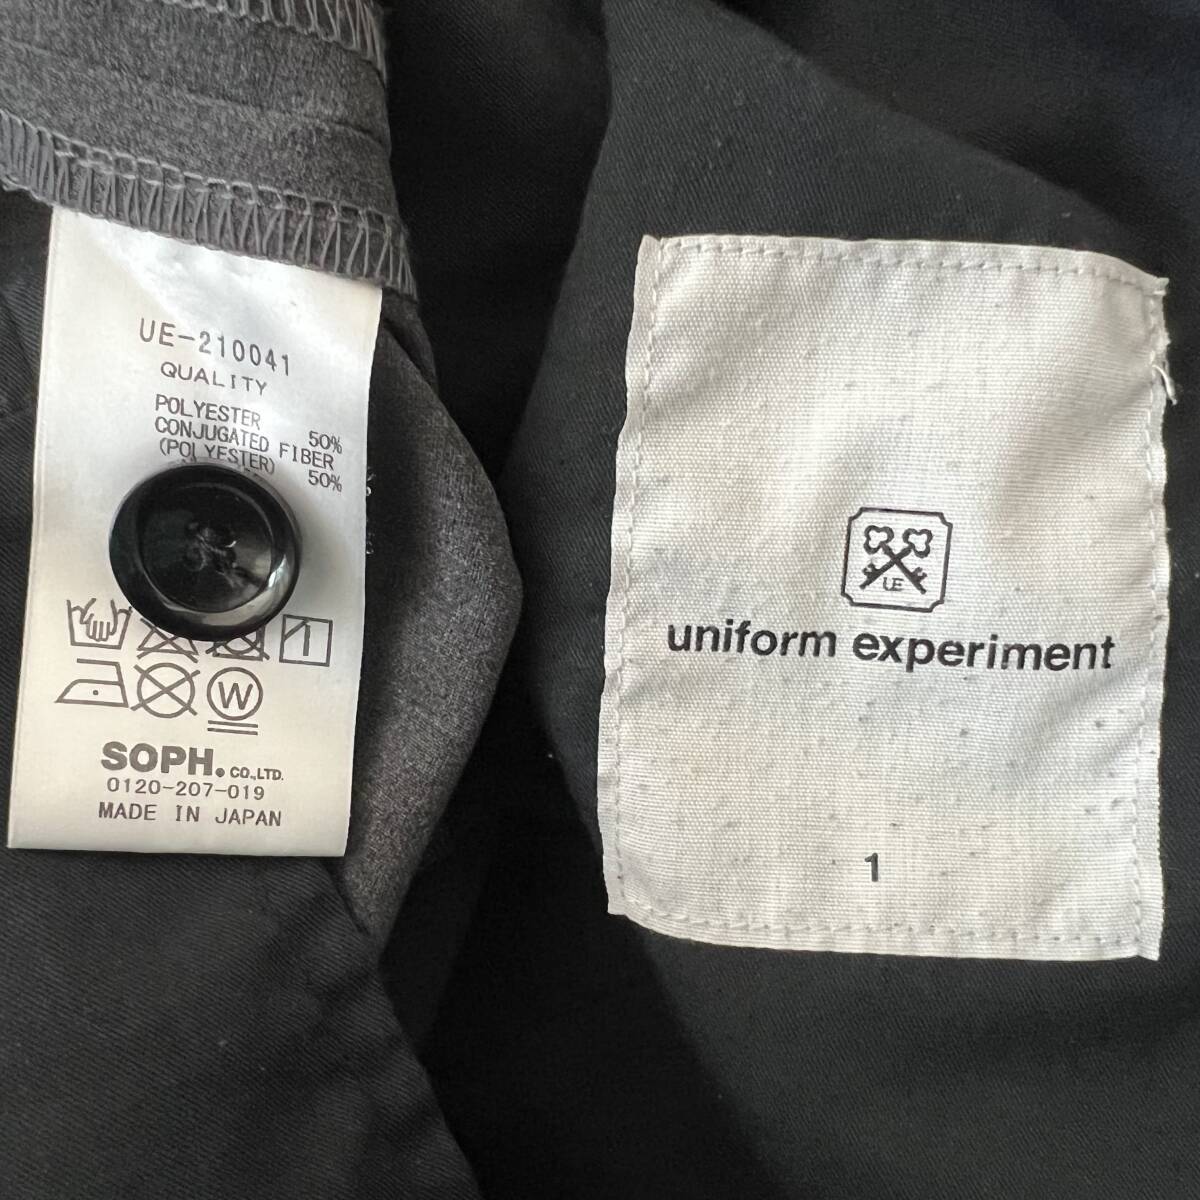 UE-210041
QUALITY
POLYESTER 50%
CONJUGATED FIBER
(POLYESTER) 50%
W
SOPH. CO.,LTD.
0120-207-019
MADE IN JAPAN
UE
uniform experiment
1